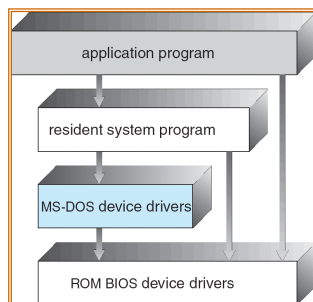 application program
resident system program
MS-DOS device drivers
ROM BIOS device drivers